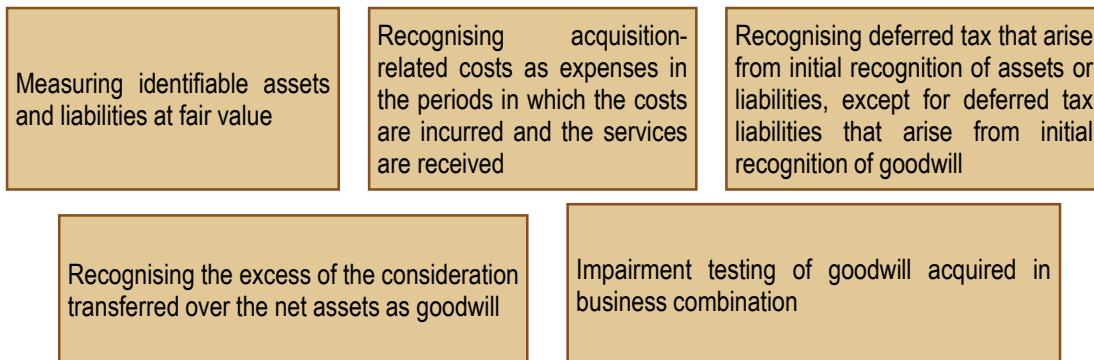 Measuring identifiable assets
and liabilities at fair value
Recognising acquisition-
related costs as expenses in
the periods in which the costs
are incurred and the services
are received
Recognising deferred tax that arise
from initial recognition of assets or
liabilities, except for deferred tax
liabilities that arise from initial
recognition of goodwill
Recognising the excess of the consideration
transferred over the net assets as goodwill
Impairment testing of goodwill acquired in
business combination